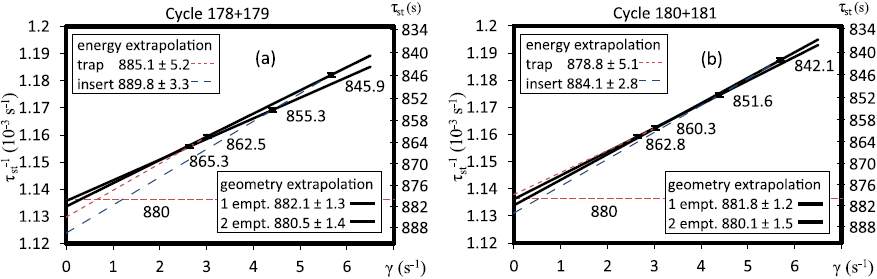 Cycle 178+179
τst(s)
1.2
1.19
1.18
1.17
1.16
1.15
1.14
1.13
1.12
τst⁻¹ (10⁻³ s⁻¹)
energy extrapolation
trap 885.1 ± 5.2
insert 889.8 ± 3.3
(a)
845.9
855.3
862.5
865.3
880
geometry extrapolation
1 empt. 882.1 ± 1.3
2 empt. 880.5 ± 1.4
834
840
846
852
858
864
870
876
882
888
0 1 2 3 4 5 6
γ (s⁻¹)
Cycle 180+181
τst(s)
1.2
1.19
1.18
1.17
1.16
1.15
1.14
1.13
1.12
τst⁻¹ (10⁻³ s⁻¹)
energy extrapolation
trap 878.8 ± 5.1
insert 884.1 ± 2.8
(b)
842.1
851.6
860.3
862.8
880
geometry extrapolation
1 empt. 881.8 ± 1.2
2 empt. 880.1 ± 1.5
834
840
846
852
858
864
870
876
882
888
0 1 2 3 4 5 6
γ (s⁻¹)